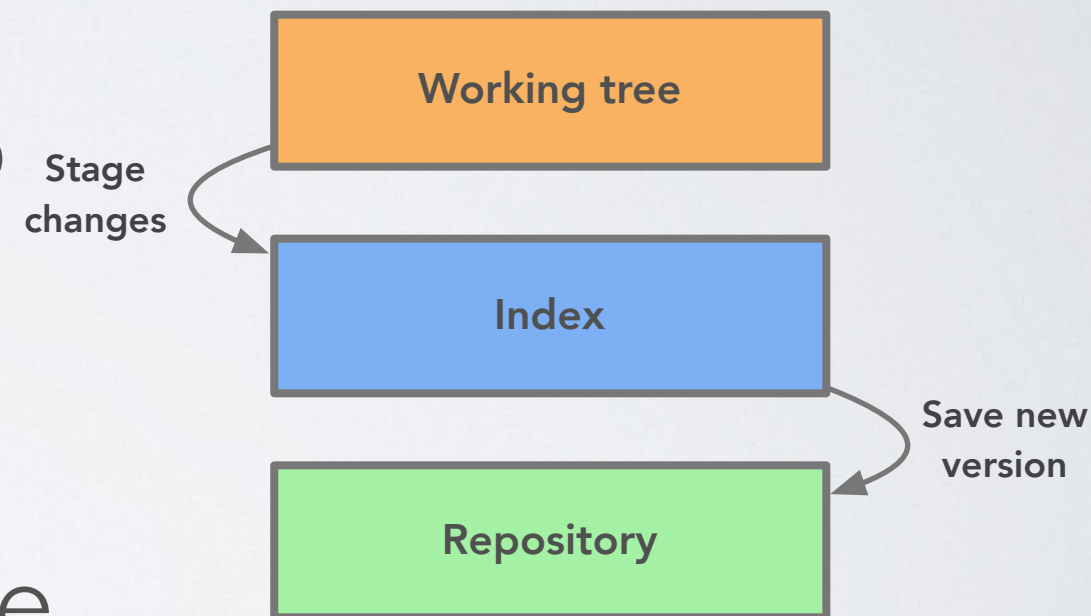 Working tree
Stage
changes
Index
Save new
version
Repository